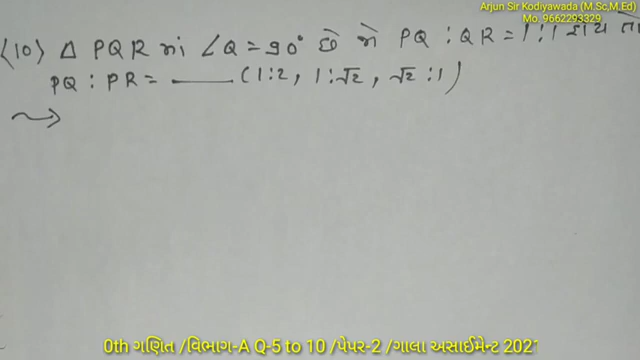 Arjun Sir Kodiyawada (M.Sc,M.Ed)
Mo. 9662293329
(10) Δ PQR માં ∠Q = 90° છે જો PQ : QR = 1 : 1 હોય તો
PQ : PR = ___ (1:2, 1:√2, √2:1)
0th ગણિત /વિભાગ-A Q-5 to 10 /પેપર-2 /ગાલા અસાઈમેન્ટ 2021